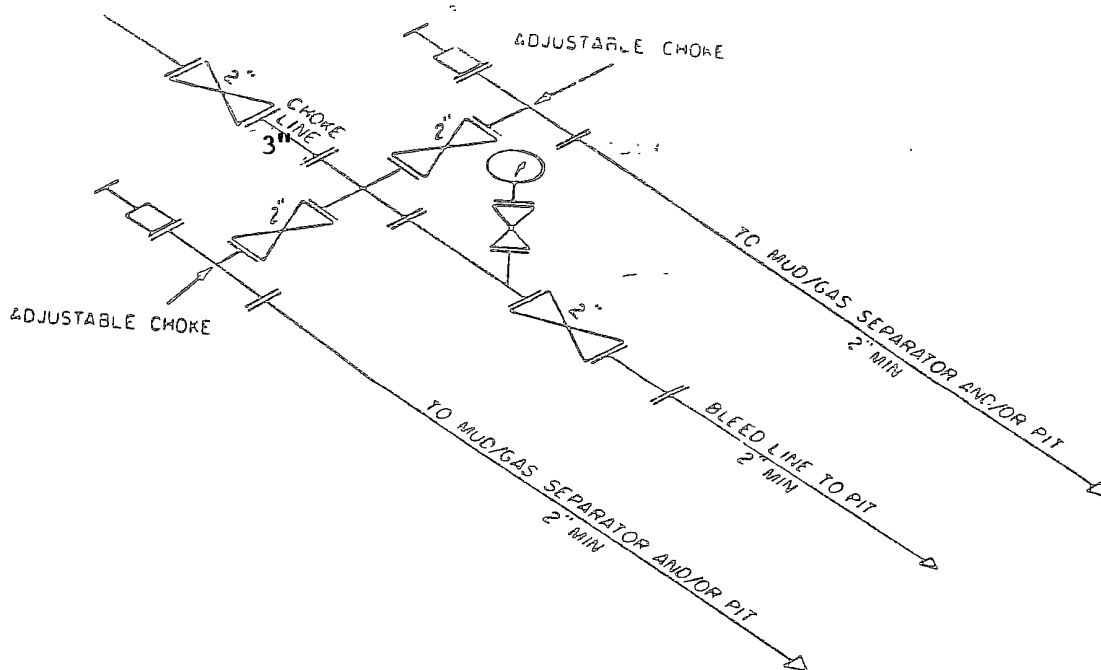 ADJUSTABLE CHOKE
2"
CHOKE
LINE
3"
2"
2"
ADJUSTABLE CHOKE
2"
TO MUD/GAS SEPARATOR AND/OR PIT
2" MIN
BLEED LINE TO PIT
2" MIN
TO MUD/GAS SEPARATOR AND/OR PIT
2" MIN